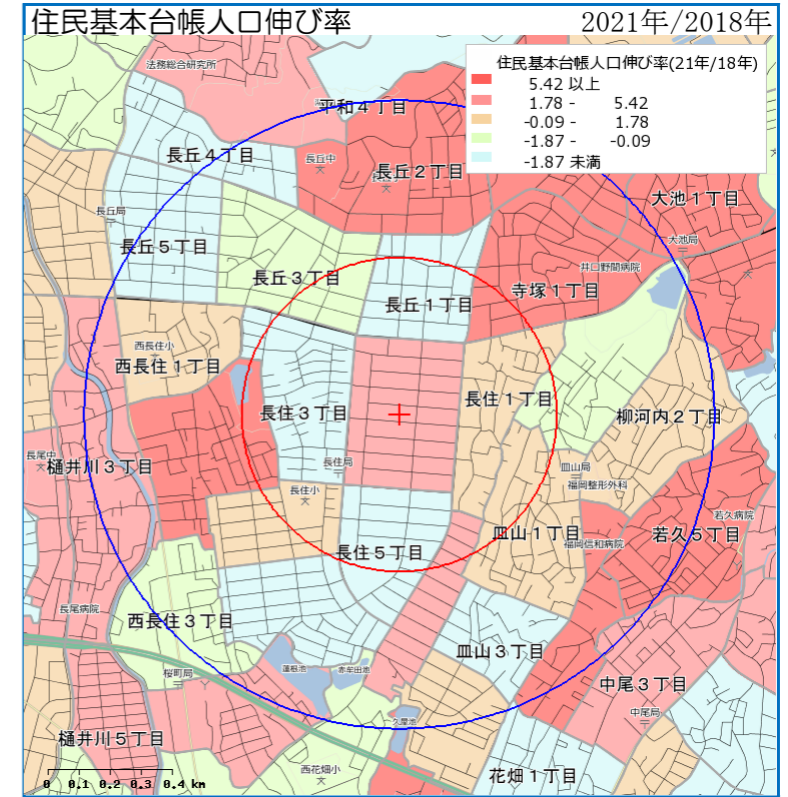 住民基本台帳人口伸び率
2021年/2018年
住民基本台帳人口伸び率(21年/18年)
5.42 以上
1.78 - 5.42
-0.09 - 1.78
-1.87 - -0.09
-1.87 未満
法務総合研究所
平和4丁目
長丘4丁目
長丘中
長丘2丁目
大池1丁目
長丘局
大池局
長丘5丁目
長丘3丁目
井口野間病院
寺塚1丁目
長丘1丁目
西長住小
西長住1丁目
長住3丁目
長住1丁目
柳河内2丁目
長尾中
樋井川3丁目
長住局
皿山局
福岡整形外科
長住小
若久病院
皿山1丁目
若久5丁目
福岡信和病院
長住5丁目
長尾病院
西長住3丁目
皿山3丁目
蓮根池
赤牟田池
桜町局
中尾3丁目
中尾局
久保池
樋井川5丁目
西花畑小
花畑1丁目
0 0.1 0.2 0.3 0.4 km